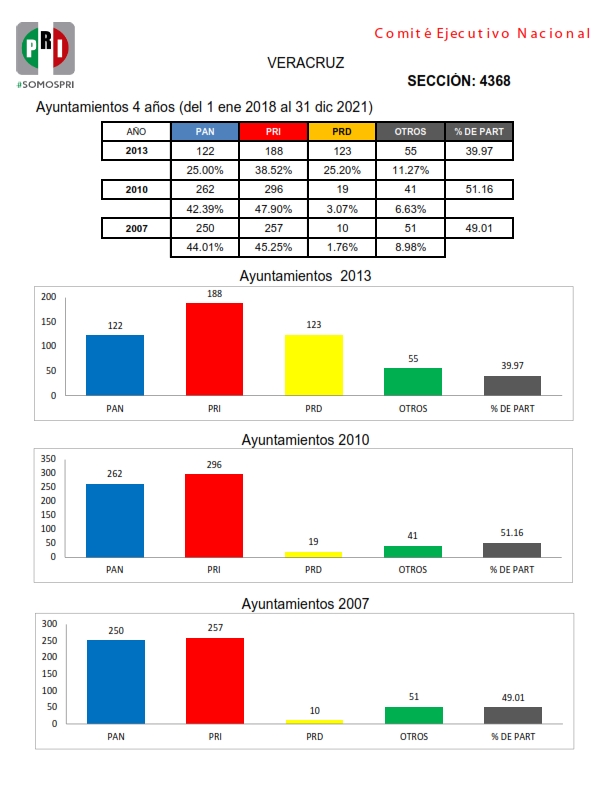 Comité Ejecutivo Nacional
PRI
#SOMOSPRI
VERACRUZ
SECCIÓN: 4368
Ayuntamientos 4 años (del 1 ene 2018 al 31 dic 2021)
AÑO PAN PRI PRD OTROS % DE PART
2013 122 188 123 55 39.97
25.00% 38.52% 25.20% 11.27%
2010 262 296 19 41 51.16
42.39% 47.90% 3.07% 6.63%
2007 250 257 10 51 49.01
44.01% 45.25% 1.76% 8.98%
Ayuntamientos 2013
200
150
100
50
0
122 188 123 55 39.97
PAN PRI PRD OTROS % DE PART
Ayuntamientos 2010
350
300
250
200
150
100
50
0
262 296 19 41 51.16
PAN PRI PRD OTROS % DE PART
Ayuntamientos 2007
300
250
200
150
100
50
0
250 257 10 51 49.01
PAN PRI PRD OTROS % DE PART